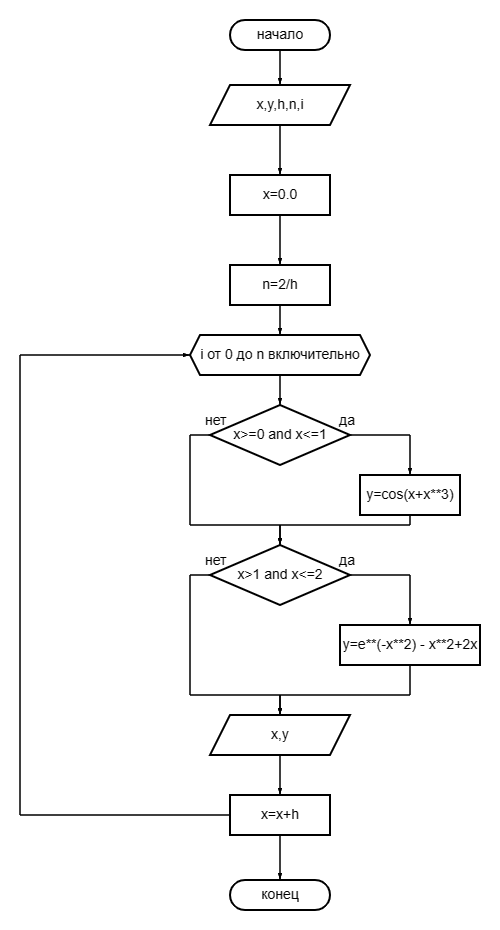 начало
x,y,h,n,i
x=0.0
n=2/h
i от 0 до n включительно
нет
да
x>=0 and x<=1
y=cos(x+x**3)
нет
да
x>1 and x<=2
y=e**(-x**2) - x**2+2x
x,y
x=x+h
конец